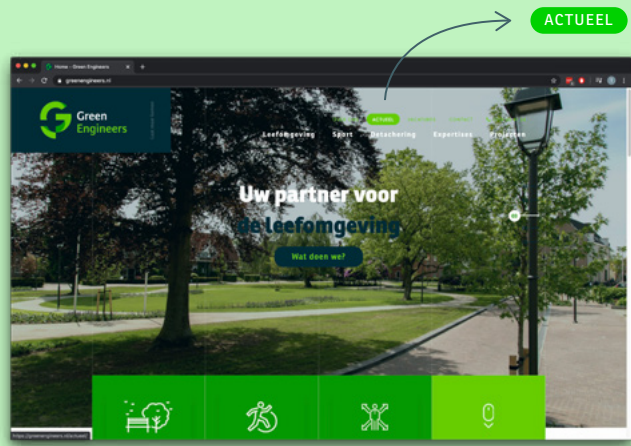 ACTUEEL
Home - Green Engineers
greenengineers.nl
Green
Engineers
ACTUEEL
CONTACT
Leefomgeving Sport Detachering Expertises Projecten
Uw partner voor
de leefomgeving
Wat doen we?
https://greenengineers.nl/actueel/